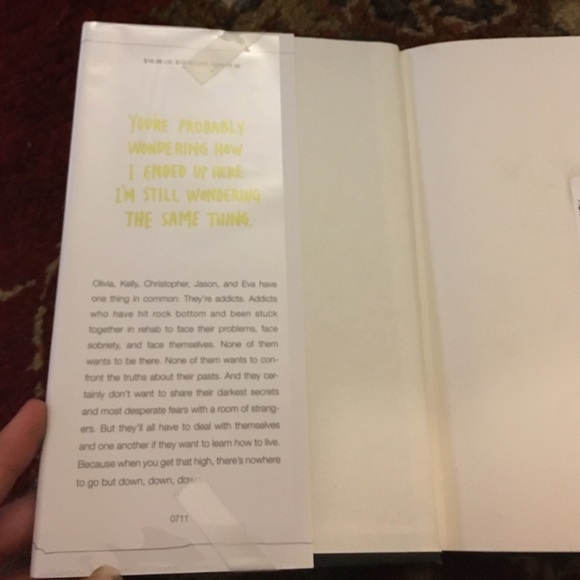 YOU'RE PROBABLY
WONDERING HOW
I ENDED UP HERE.
I'M STILL WONDERING
THE SAME THING.
Olivia, Kelly, Christopher, Jason, and Eva have
one thing in common: They're addicts. Addicts
who have hit rock bottom and been stuck
together in rehab to face their problems, face
sobriety, and face themselves. None of them
wants to be there. None of them wants to con-
front the truths about their pasts. And they cer-
tainly don't want to share their darkest secrets
and most desperate fears with a room of strang-
ers. But they'll all have to deal with themselves
and one another if they want to learn how to live.
Because when you get that high, there's nowhere
to go but down, down, down.
0711